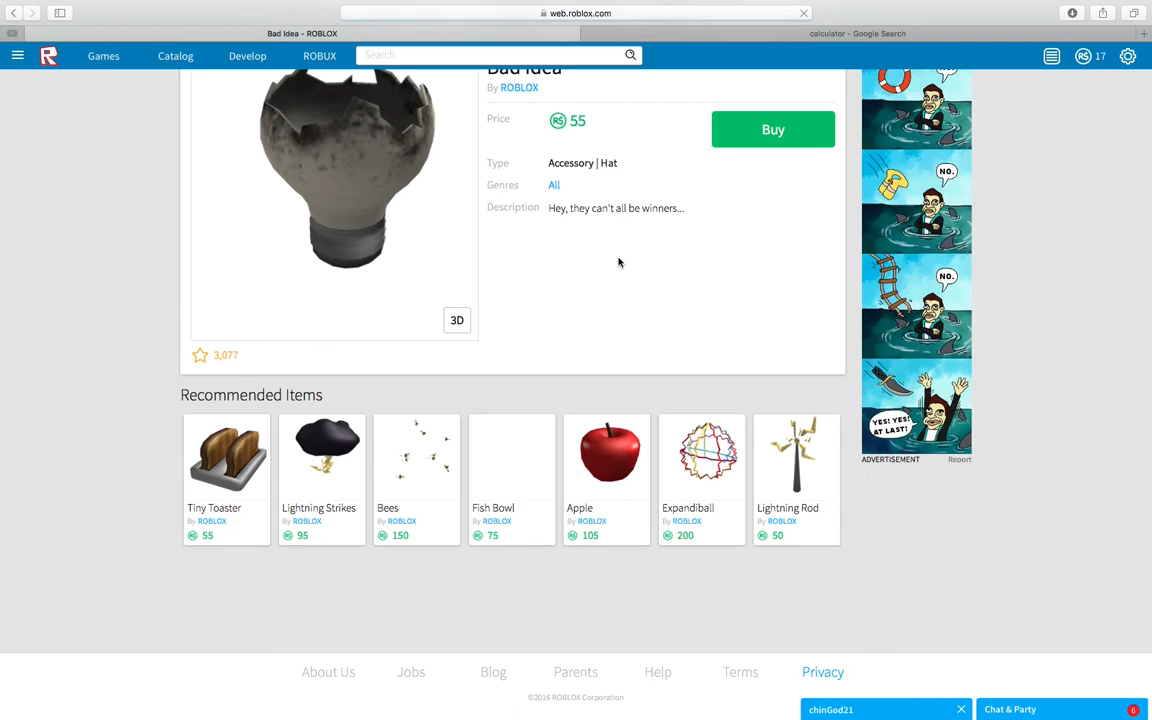 web.roblox.com
Bad Idea - ROBLOX
calculator - Google Search
Games
Catalog
Develop
ROBUX
Search
R$ 17
Bad Idea
By ROBLOX
Price
R$ 55
Buy
Type
Accessory | Hat
Genres
All
Description
Hey, they can't all be winners...
3D
3,077
NO.
NO.
YES! YES! AT LAST!
ADVERTISEMENT
Report
Recommended Items
Tiny Toaster
By ROBLOX
R$ 55
Lightning Strikes
By ROBLOX
R$ 95
Bees
By ROBLOX
R$ 150
Fish Bowl
By ROBLOX
R$ 75
Apple
By ROBLOX
R$ 105
Expandiball
By ROBLOX
R$ 200
Lightning Rod
By ROBLOX
R$ 50
About Us
Jobs
Blog
Parents
Help
Terms
Privacy
©2016 ROBLOX Corporation
chinGod21
Chat & Party
6